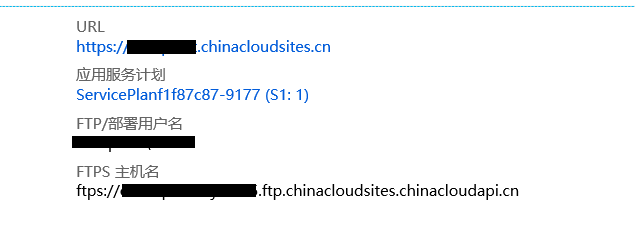 URL
https://.chinacloudsites.cn
应用服务计划
ServicePlanf1f87c87-9177 (S1: 1)
FTP/部署用户名
FTPS 主机名
ftps://.ftp.chinacloudsites.chinacloudapi.cn